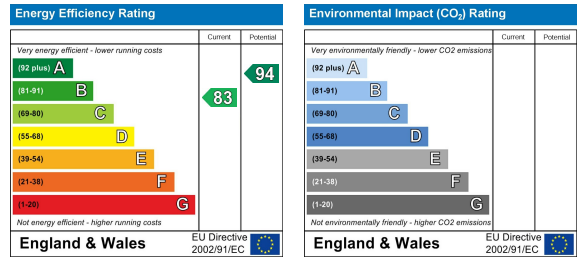 Energy Efficiency Rating
Current Potential
Very energy efficient - lower running costs
(92 plus) A
(81-91) B
(69-80) C
(55-68) D
(39-54) E
(21-38) F
(1-20) G
83
94
Not energy efficient - higher running costs
England & Wales
EU Directive
2002/91/EC
Environmental Impact (CO₂) Rating
Current Potential
Very environmentally friendly - lower CO2 emissions
(92 plus) A
(81-91) B
(69-80) C
(55-68) D
(39-54) E
(21-38) F
(1-20) G
Not environmentally friendly - higher CO2 emissions
England & Wales
EU Directive
2002/91/EC